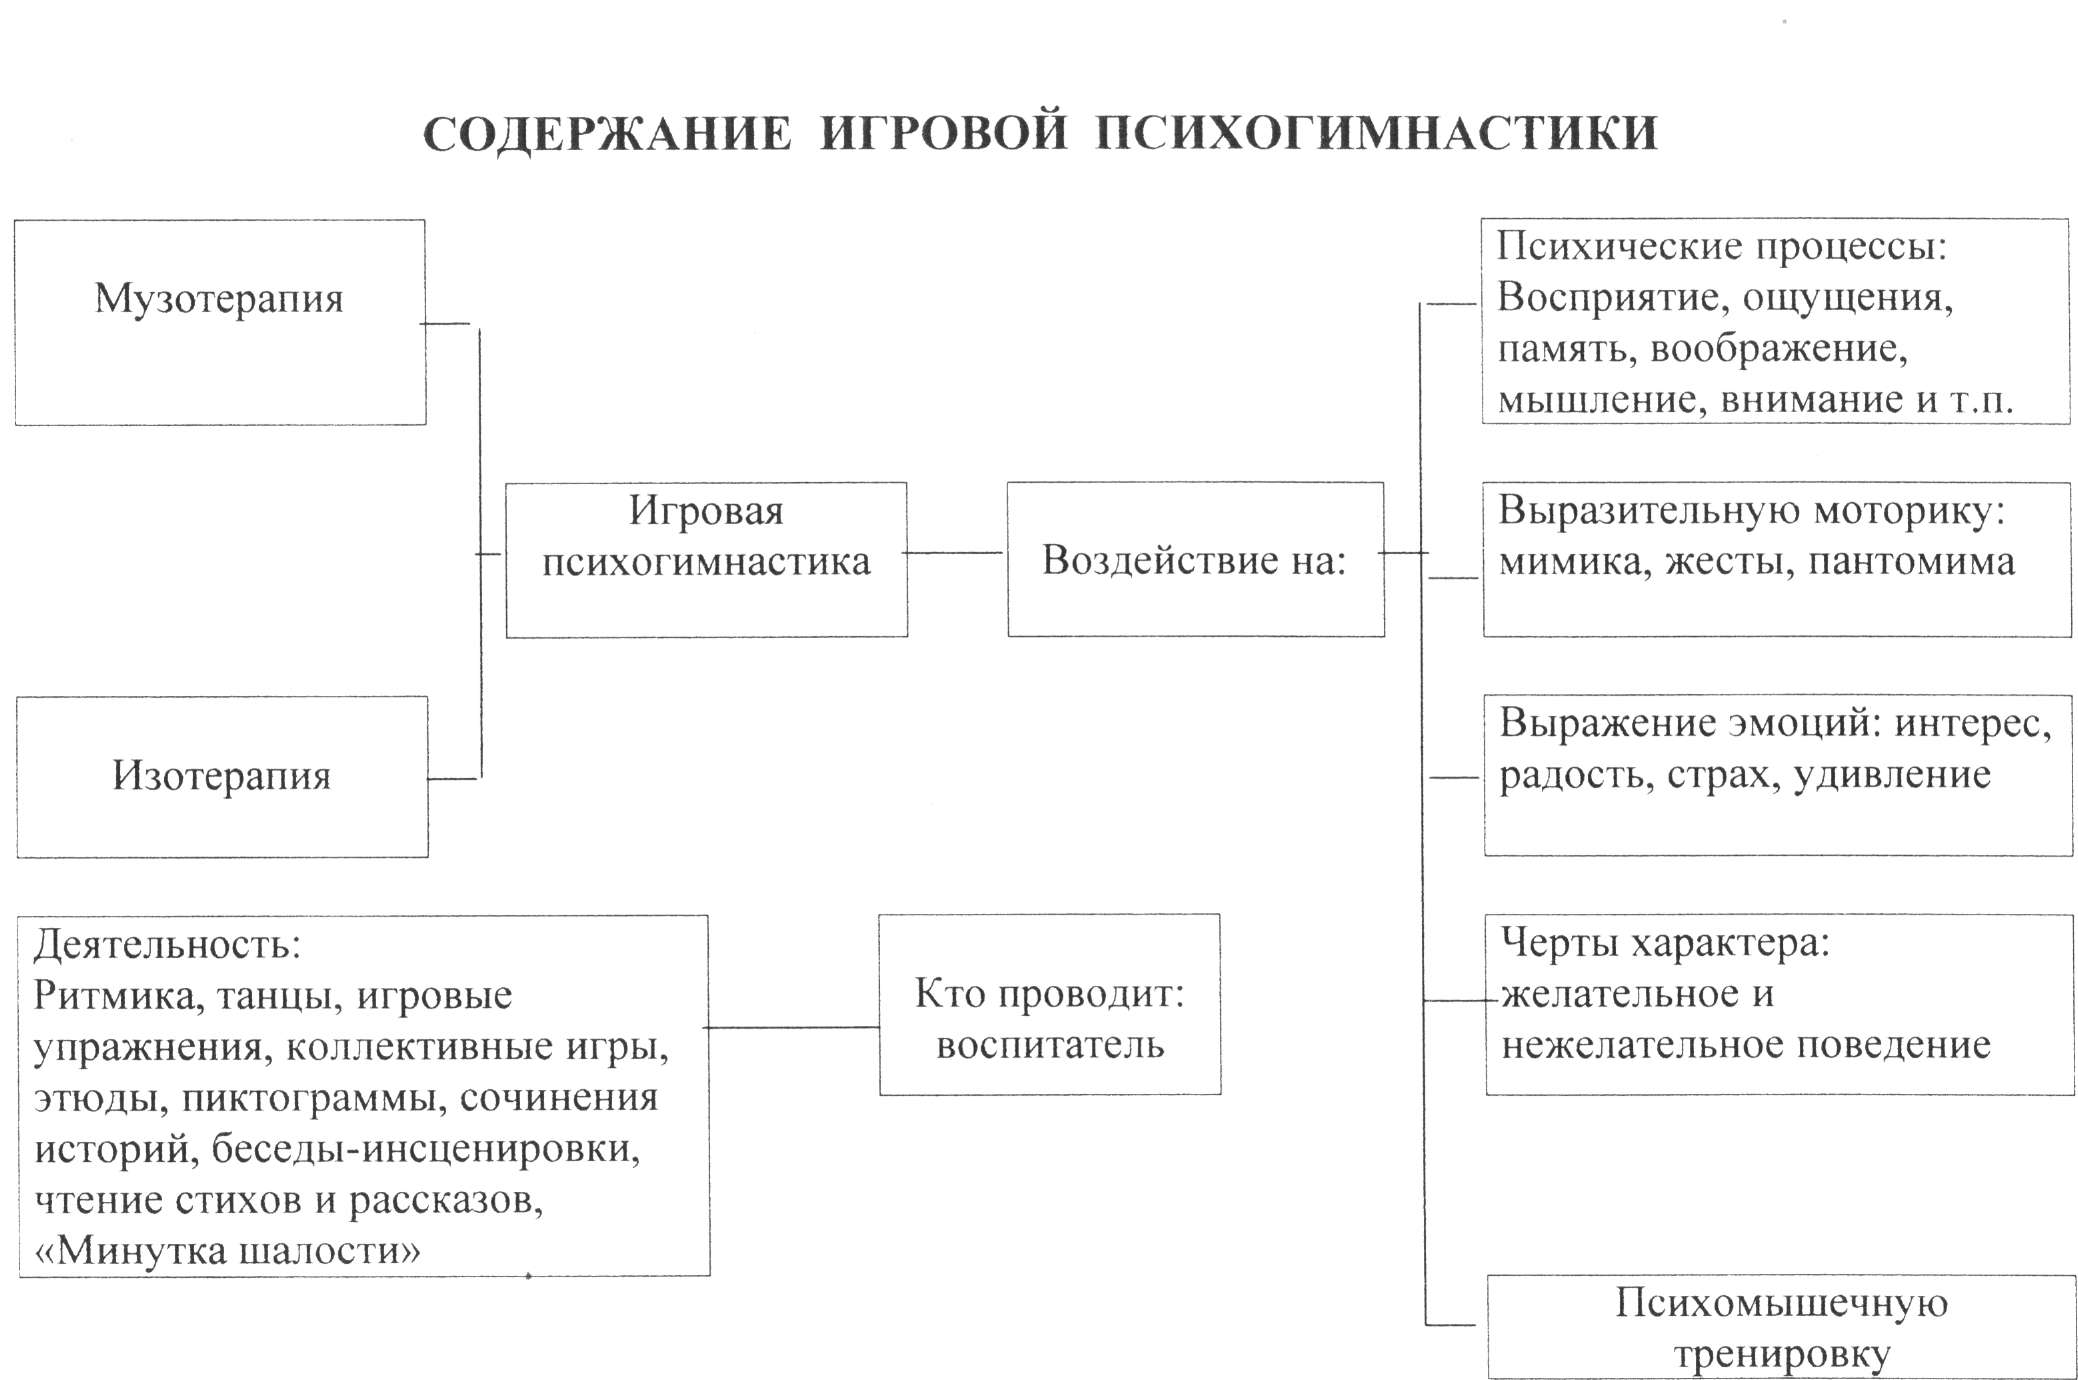 СОДЕРЖАНИЕ ИГРОВОЙ ПСИХОГИМНАСТИКИ
Музотерапия
Изотерапия
Игровая
психогимнастика
Воздействие на:
Психические процессы:
Восприятие, ощущения,
память, воображение,
мышление, внимание и т.п.
Выразительную моторику:
мимика, жесты, пантомима
Выражение эмоций: интерес,
радость, страх, удивление
Черты характера:
желательное и
нежелательное поведение
Психомышечную
тренировку
Деятельность:
Ритмика, танцы, игровые
упражнения, коллективные игры,
этюды, пиктограммы, сочинения
историй, беседы-инсценировки,
чтение стихов и рассказов,
«Минутка шалости»
Кто проводит:
воспитатель